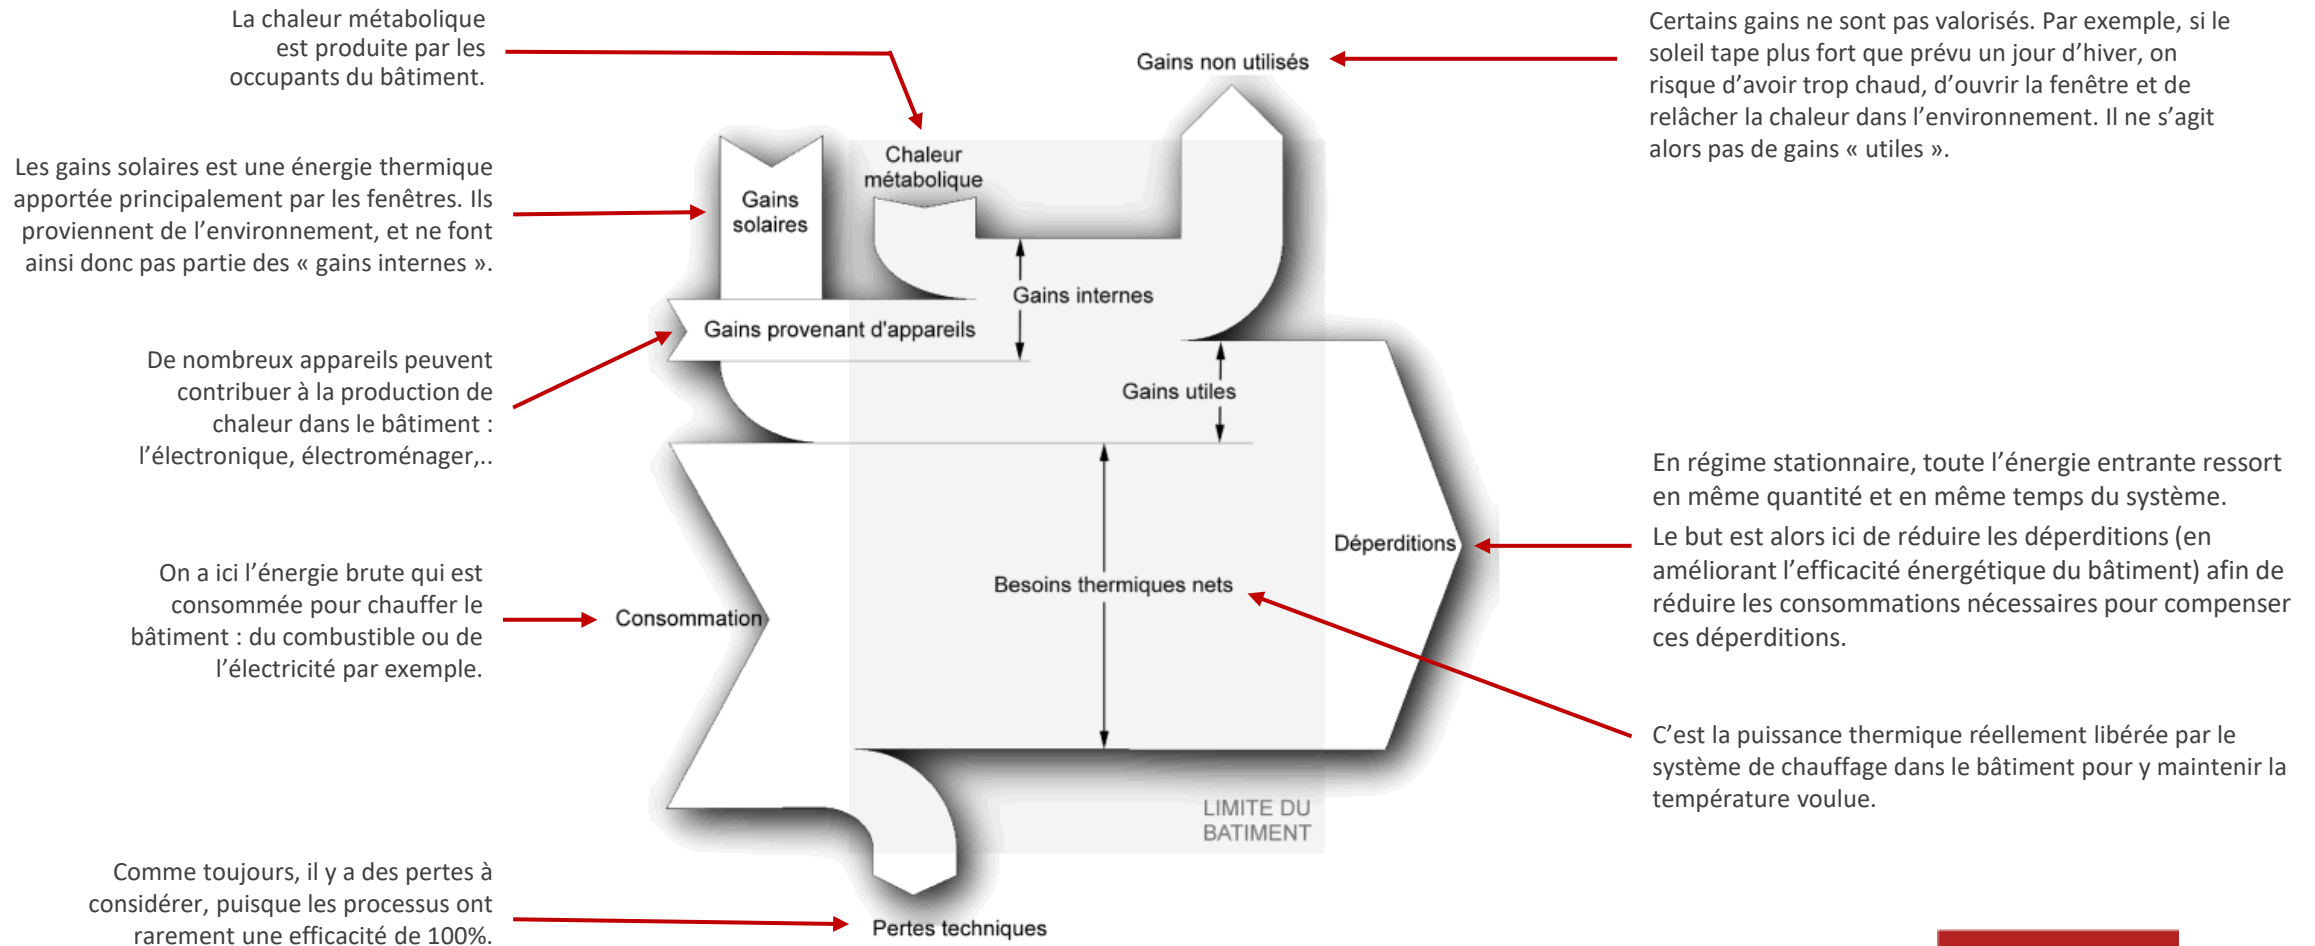 La chaleur métabolique
est produite par les
occupants du bâtiment.
Les gains solaires est une énergie thermique
apportée principalement par les fenêtres. Ils
proviennent de l’environnement, et ne font
ainsi donc pas partie des « gains internes ».
De nombreux appareils peuvent
contribuer à la production de
chaleur dans le bâtiment :
l’électronique, électroménager,..
On a ici l’énergie brute qui est
consommée pour chauffer le
bâtiment : du combustible ou de
l’électricité par exemple.
Comme toujours, il y a des pertes à
considérer, puisque les processus ont
rarement une efficacité de 100%.
Gains non utilisés
Chaleur
métabolique
Gains
solaires
Gains internes
Gains provenant d'appareils
Gains utiles
Déperditions
Besoins thermiques nets
Consommation
LIMITE DU
BATIMENT
Pertes techniques
Certains gains ne sont pas valorisés. Par exemple, si le
soleil tape plus fort que prévu un jour d’hiver, on
risque d’avoir trop chaud, d’ouvrir la fenêtre et de
relâcher la chaleur dans l’environnement. Il ne s’agit
alors pas de gains « utiles ».
En régime stationnaire, toute l’énergie entrante ressort
en même quantité et en même temps du système.
Le but est alors ici de réduire les déperditions (en
améliorant l’efficacité énergétique du bâtiment) afin de
réduire les consommations nécessaires pour compenser
ces déperditions.
C’est la puissance thermique réellement libérée par le
système de chauffage dans le bâtiment pour y maintenir la
température voulue.